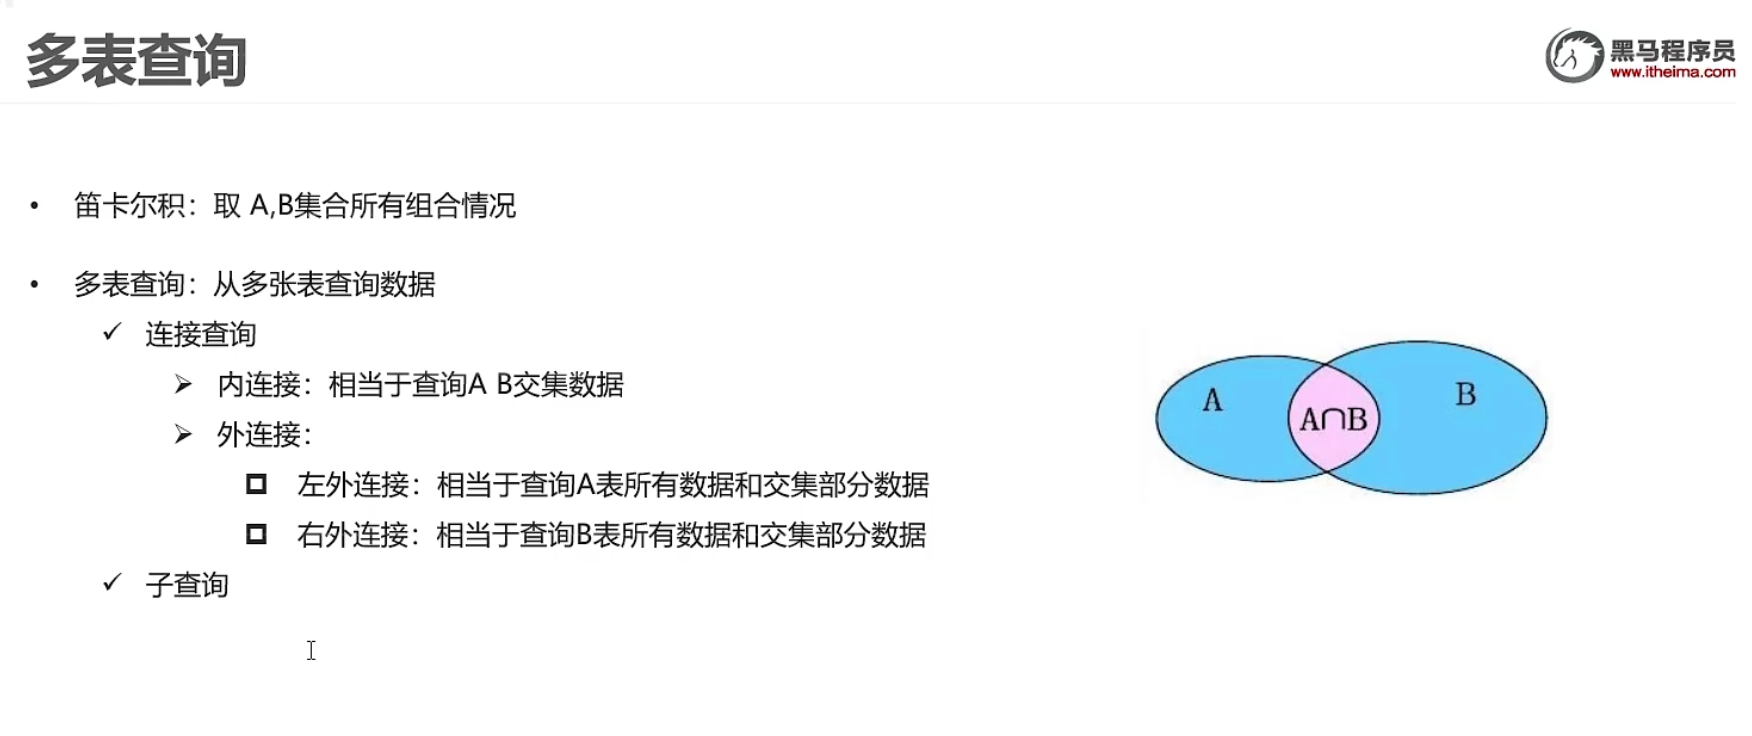 多表查询
黑马程序员
www.itheima.com
• 笛卡尔积：取 A,B集合所有组合情况
• 多表查询：从多张表查询数据
✓ 连接查询
➢ 内连接：相当于查询A B交集数据
➢ 外连接：
❑ 左外连接：相当于查询A表所有数据和交集部分数据
❑ 右外连接：相当于查询B表所有数据和交集部分数据
✓ 子查询
A
A∩B
B